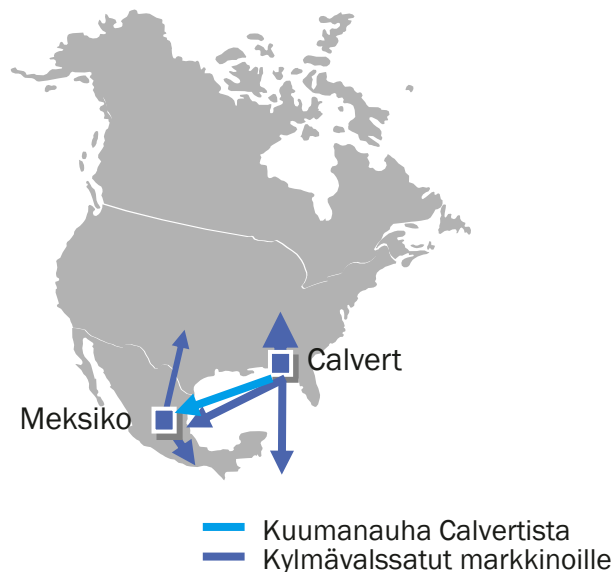 Calvert
Meksiko
Kuumanauha Calvertista
Kylmävalssatut markkinoille